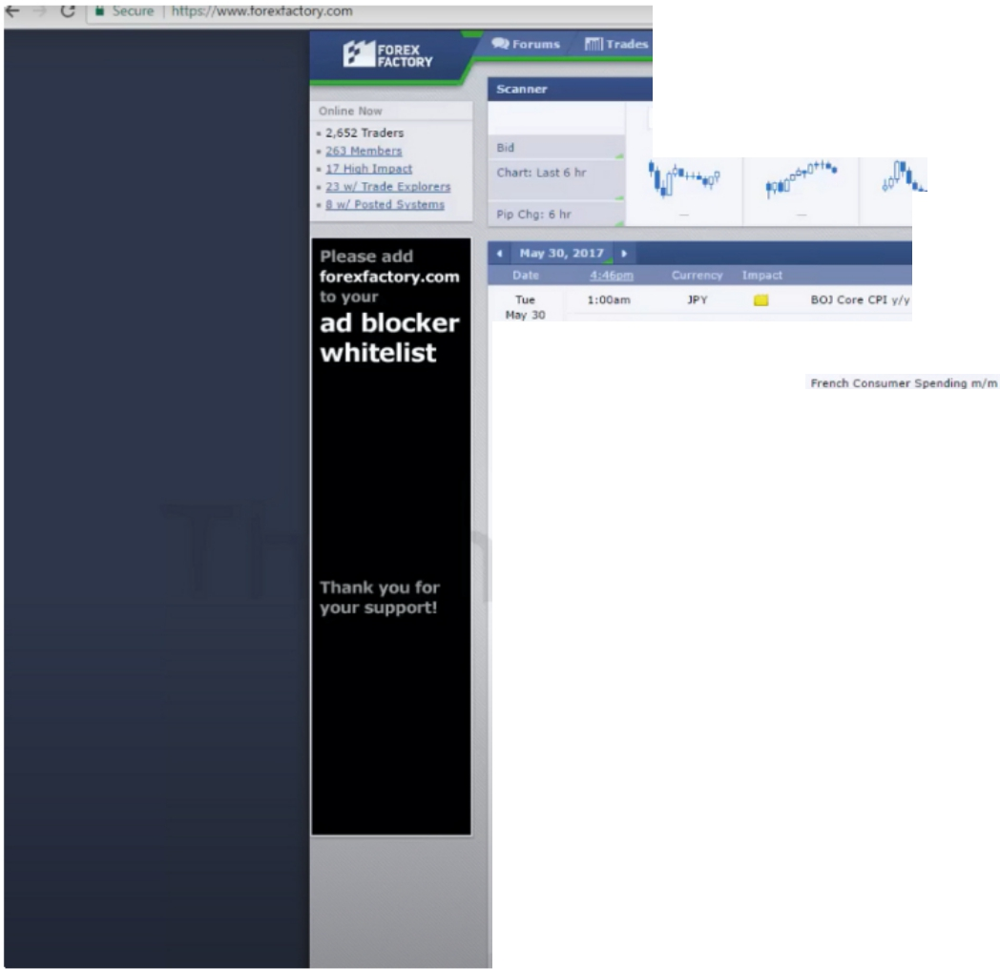 Secure | https://www.forexfactory.com
FOREX
FACTORY
Forums
Trades
Online Now
2,652 Traders
263 Members
17 High Impact
23 w/ Trade Explorers
8 w/ Posted Systems
Scanner
Bid
Chart: Last 6 hr
Pip Chg: 6 hr
Please add
forexfactory.com
to your
ad blocker
whitelist
Thank you for
your support!
May 30, 2017
Date 4:46pm Currency Impact
Tue 1:00am JPY BOJ Core CPI y/y
May 30
French Consumer Spending m/m